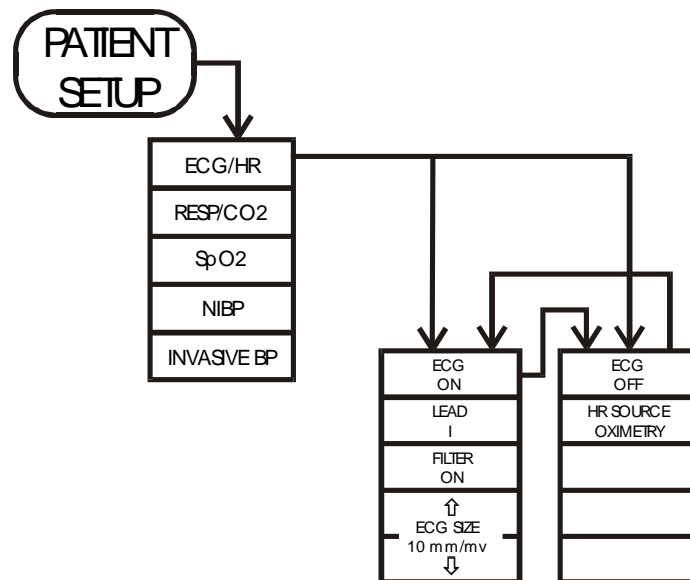 PATIENT
SETUP
ECG/HR
RESP/CO2
SpO2
NIBP
INVASIVE BP
ECG
ON
LEAD
I
FILTER
ON
ECG SIZE
10 mm/mv
ECG
OFF
HR SOURCE
OXIMETRY